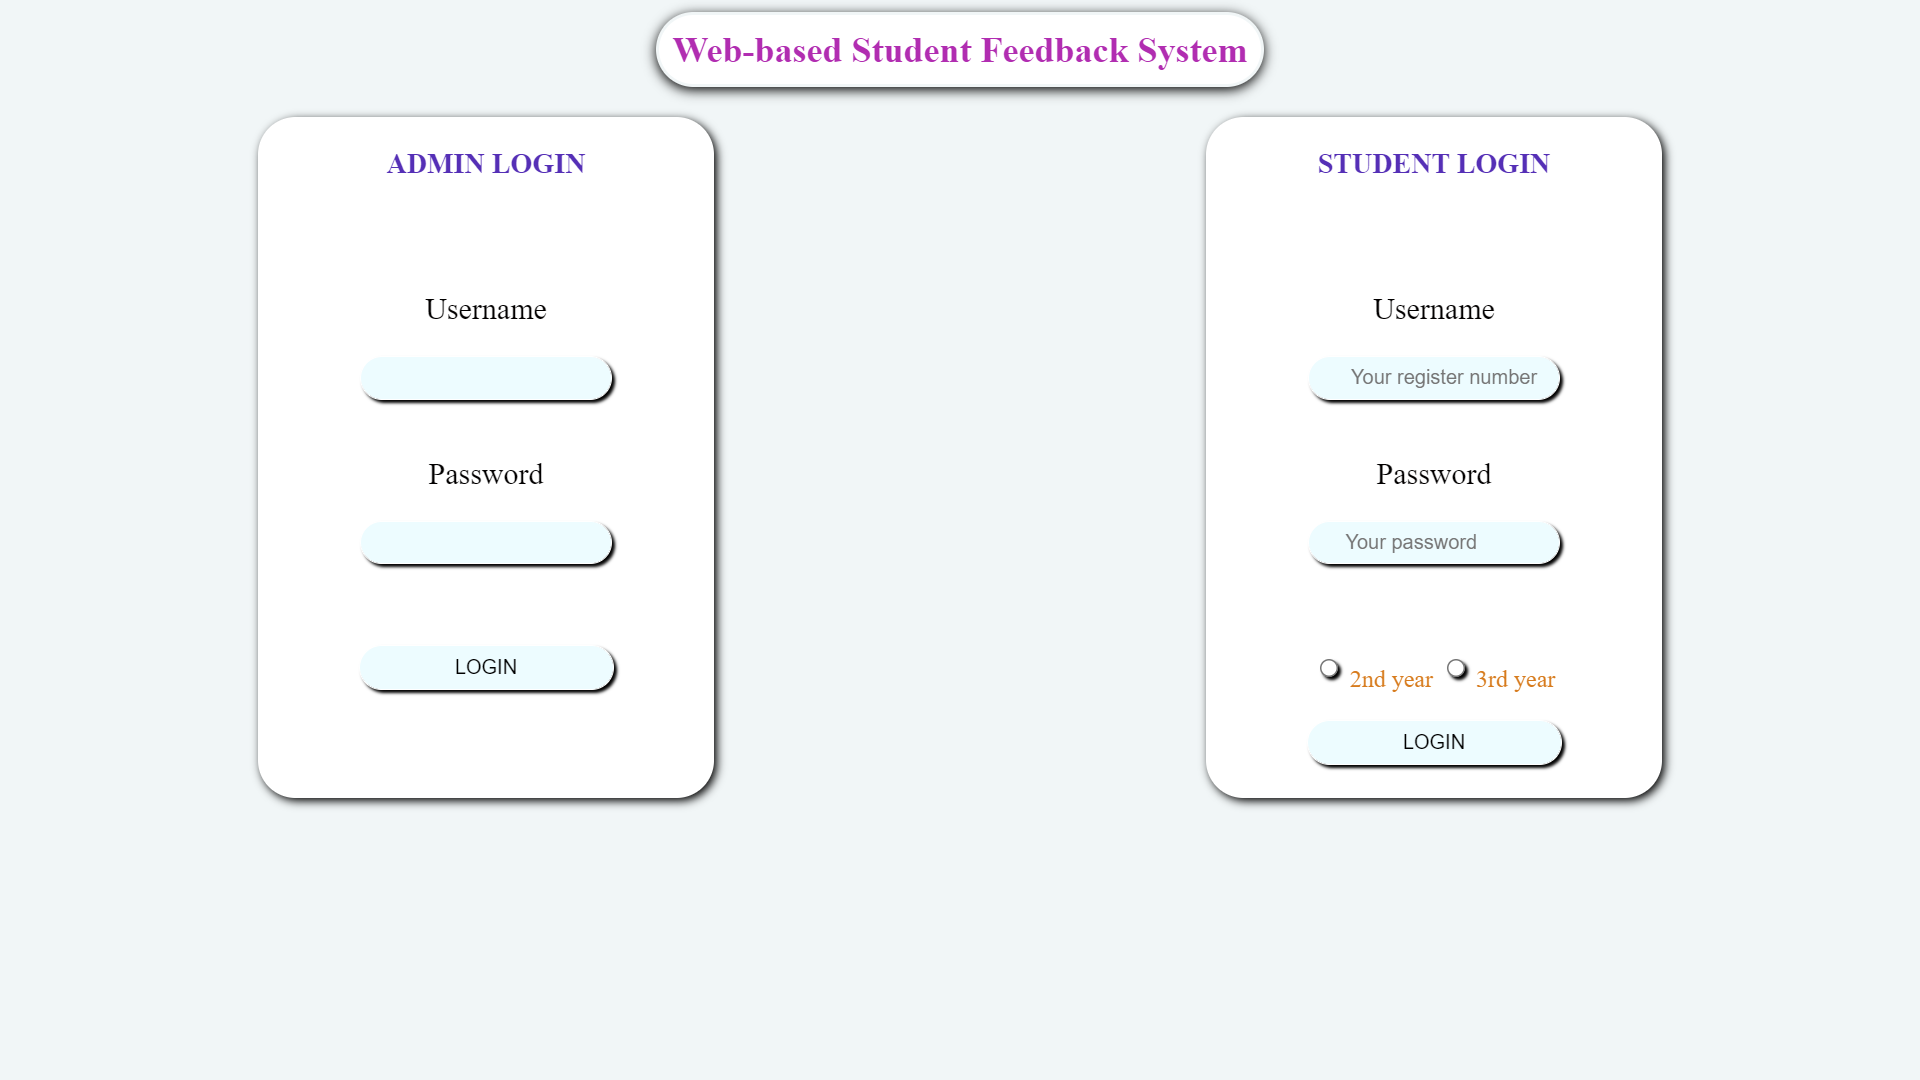 Web-based Student Feedback System
ADMIN LOGIN
Username
Password
LOGIN
STUDENT LOGIN
Username
Your register number
Password
Your password
2nd year 3rd year
LOGIN